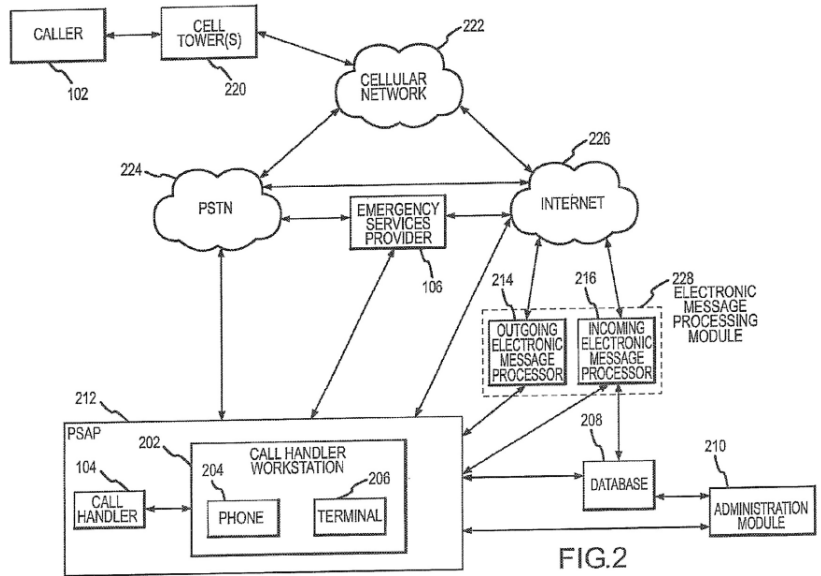 CALLER
102
CELL
TOWER(S)
220
222
CELLULAR
NETWORK
224
PSTN
226
INTERNET
EMERGENCY
SERVICES
PROVIDER
106
214
216
228
ELECTRONIC
MESSAGE
PROCESSING
MODULE
OUTGOING
ELECTRONIC
MESSAGE
PROCESSOR
INCOMING
ELECTRONIC
MESSAGE
PROCESSOR
212
PSAP
202
CALL HANDLER
WORKSTATION
104
CALL
HANDLER
204
PHONE
206
TERMINAL
208
DATABASE
210
ADMINISTRATION
MODULE
FIG.2